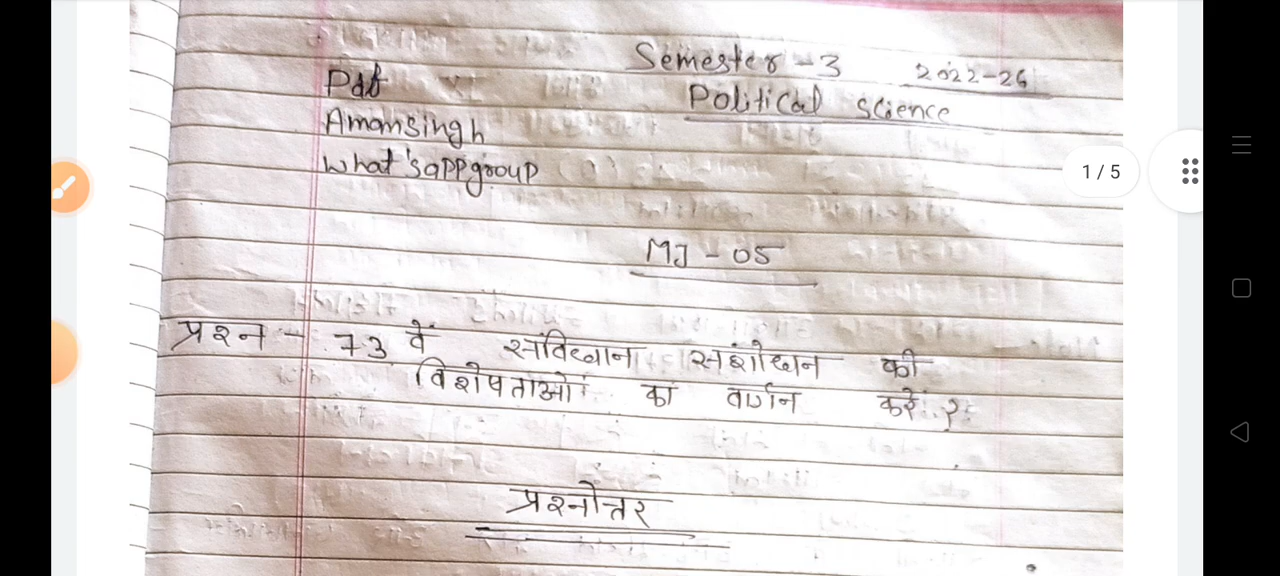 Semester - 3 2022-26
Pdf
Political science
Amansingh
what'sappgroup
1 / 5
MJ - 05
प्रश्न - 73 वें संविधान संशोधन की
विशेषताओं का वर्णन करें ?
प्रश्नोत्तर